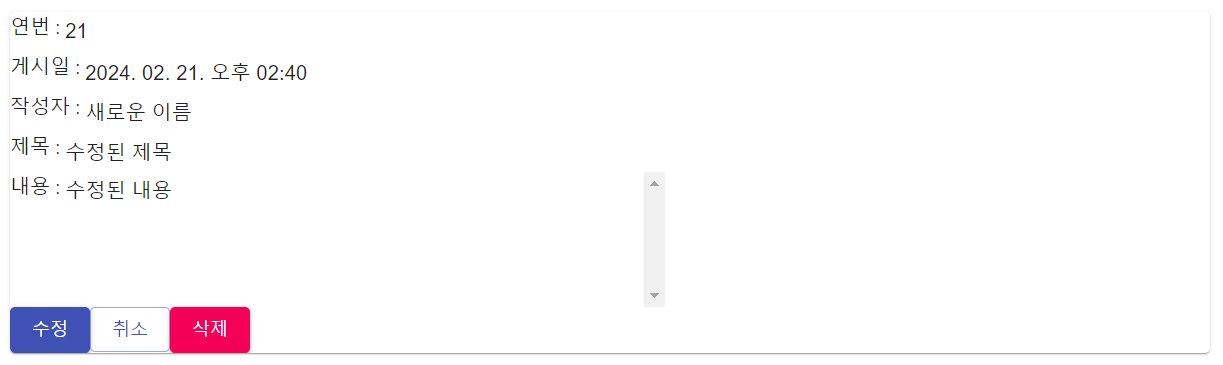 연번 : 21
게시일 : 2024. 02. 21. 오후 02:40
작성자 : 새로운 이름
제목 : 수정된 제목
내용 : 수정된 내용
수정 취소 삭제